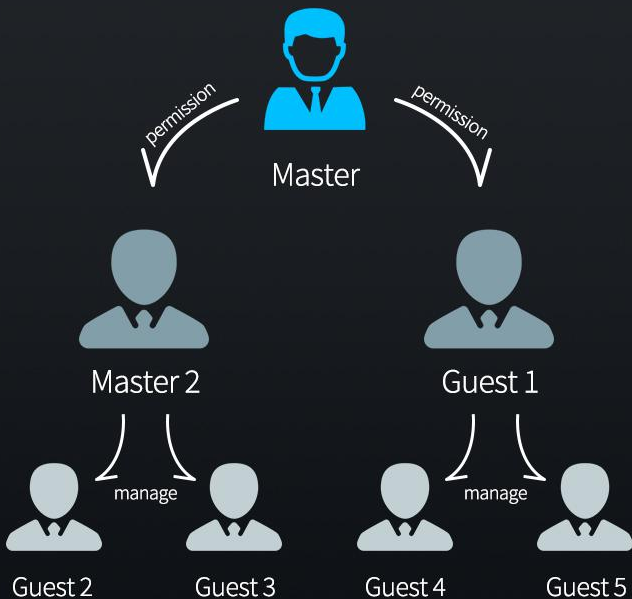 permission
permission
Master
Master 2
Guest 1
manage
manage
Guest 2
Guest 3
Guest 4
Guest 5